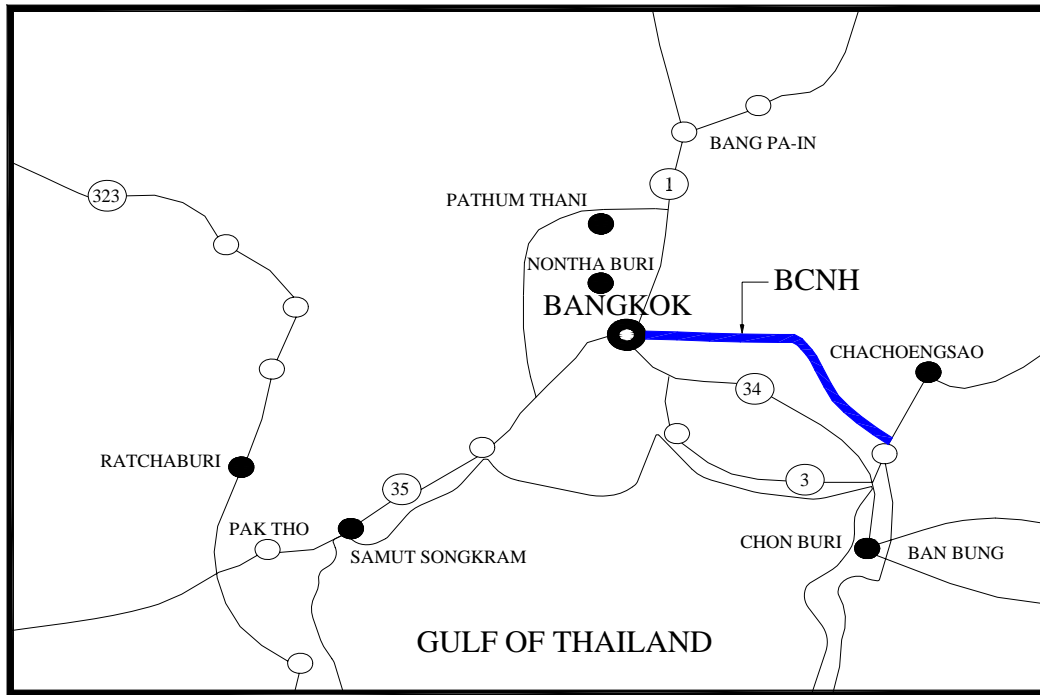 BANG PA-IN
323
1
PATHUM THANI
NONTHA BURI
BANGKOK
BCNH
CHACHOENGSAO
34
RATCHABURI
35
3
PAK THO
SAMUT SONGKRAM
CHON BURI
BAN BUNG
GULF OF THAILAND